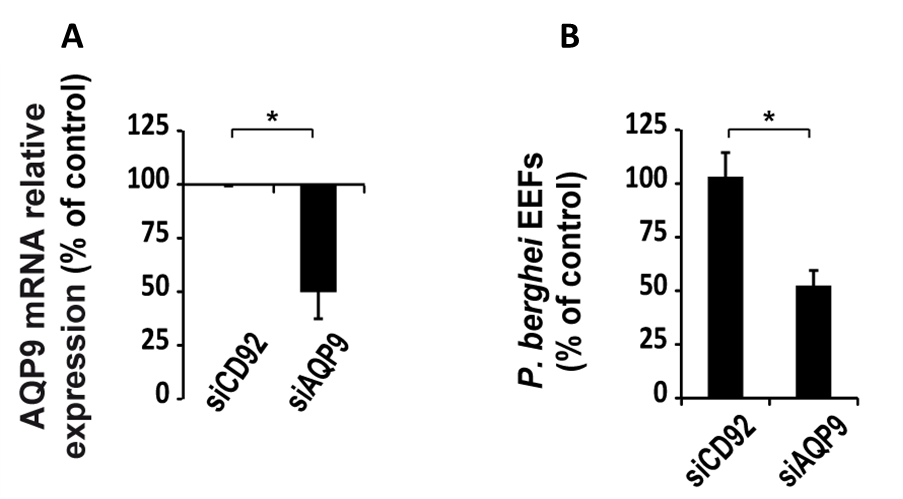 A
AQP9 mRNA relative
expression (% of control)
*
125
100
75
50
25
0
siCD92
siAQP9
B
P. berghei EEFs
(% of control)
*
125
100
75
50
25
0
siCD92
siAQP9